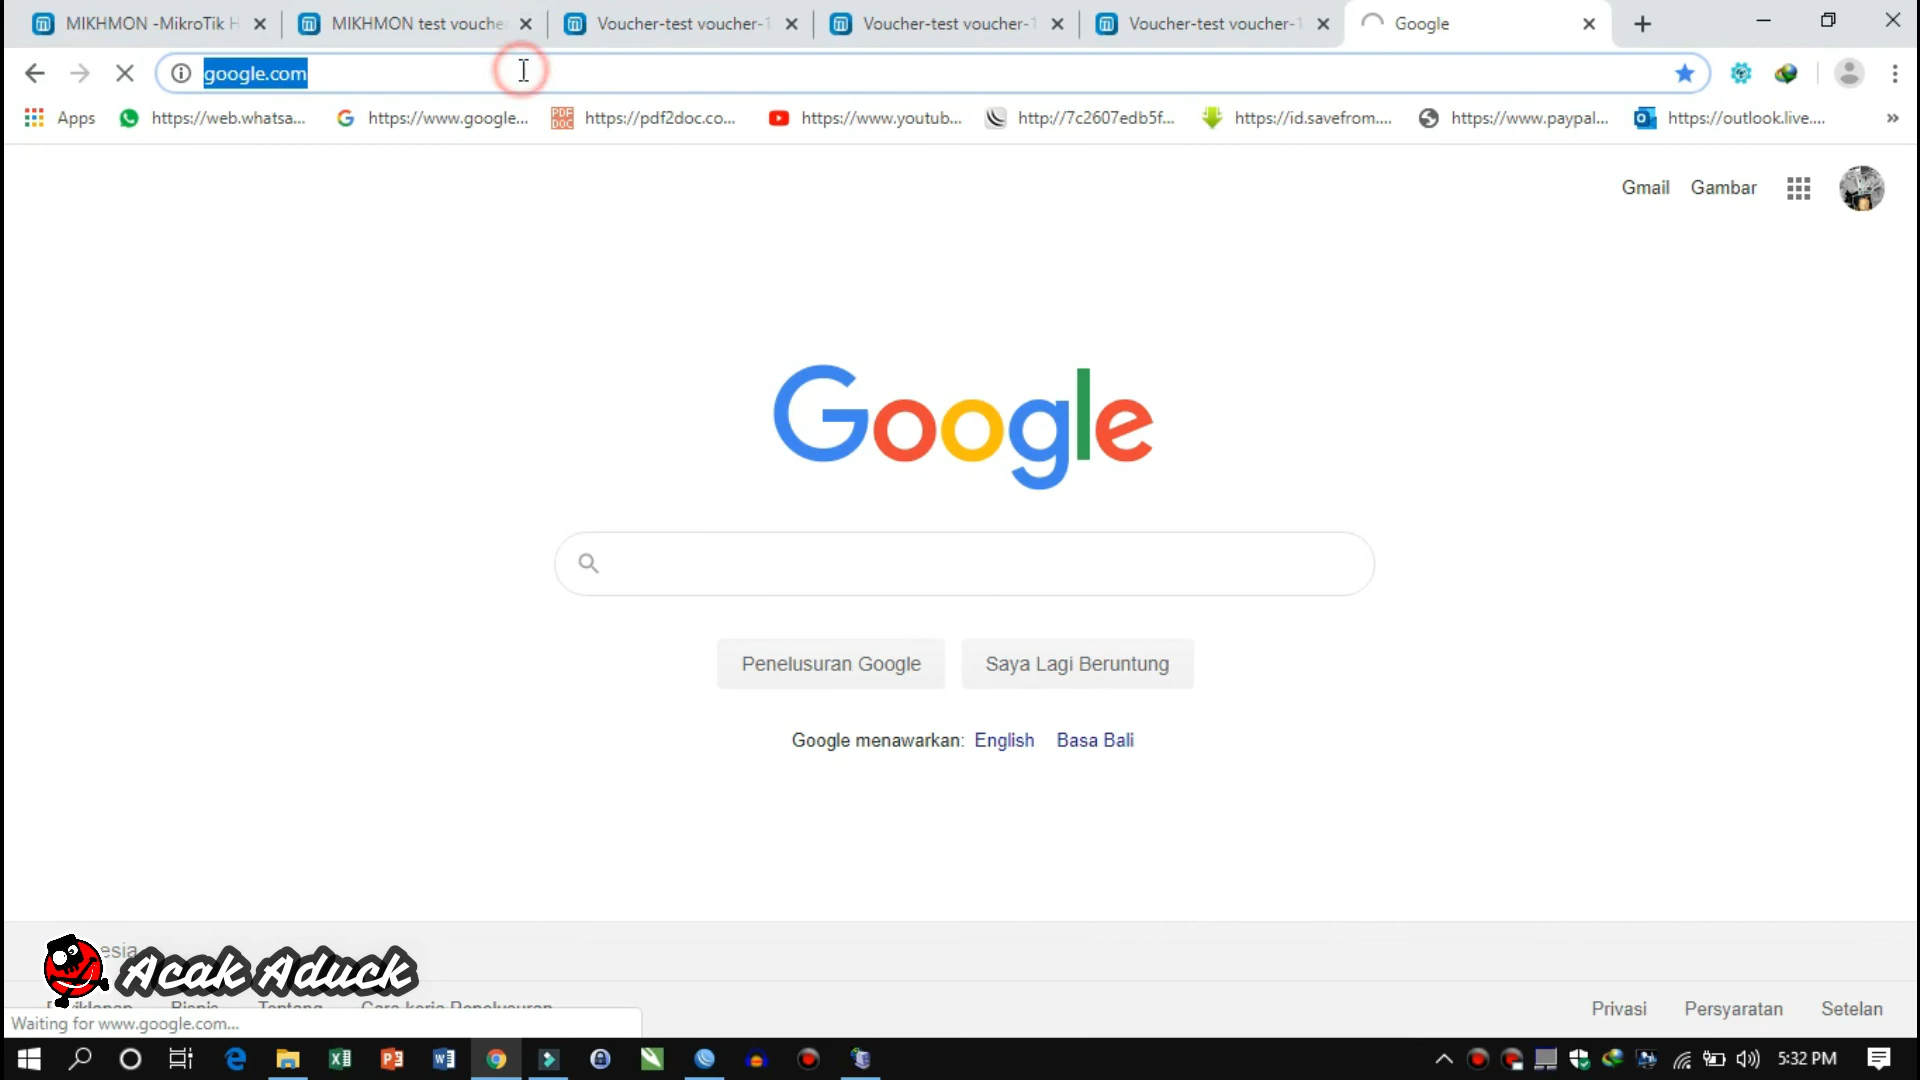 MIKHMON -MikroTik H
MIKHMON test vouche
Voucher-test voucher-1
Voucher-test voucher-1
Voucher-test voucher-1
Google
google.com
Apps
https://web.whatsa...
https://www.google...
https://pdf2doc.co...
https://www.youtub...
http://7c2607edb5f...
https://id.savefrom....
https://www.paypal...
https://outlook.live....
»
Gmail
Gambar
Google
Penelusuran Google
Saya Lagi Beruntung
Google menawarkan: English Basa Bali
esia
Acak Aduck
Bisnis
Tentang
Cara kerja Penelusuran
Privasi
Persyaratan
Setelan
Waiting for www.google.com...
5:32 PM